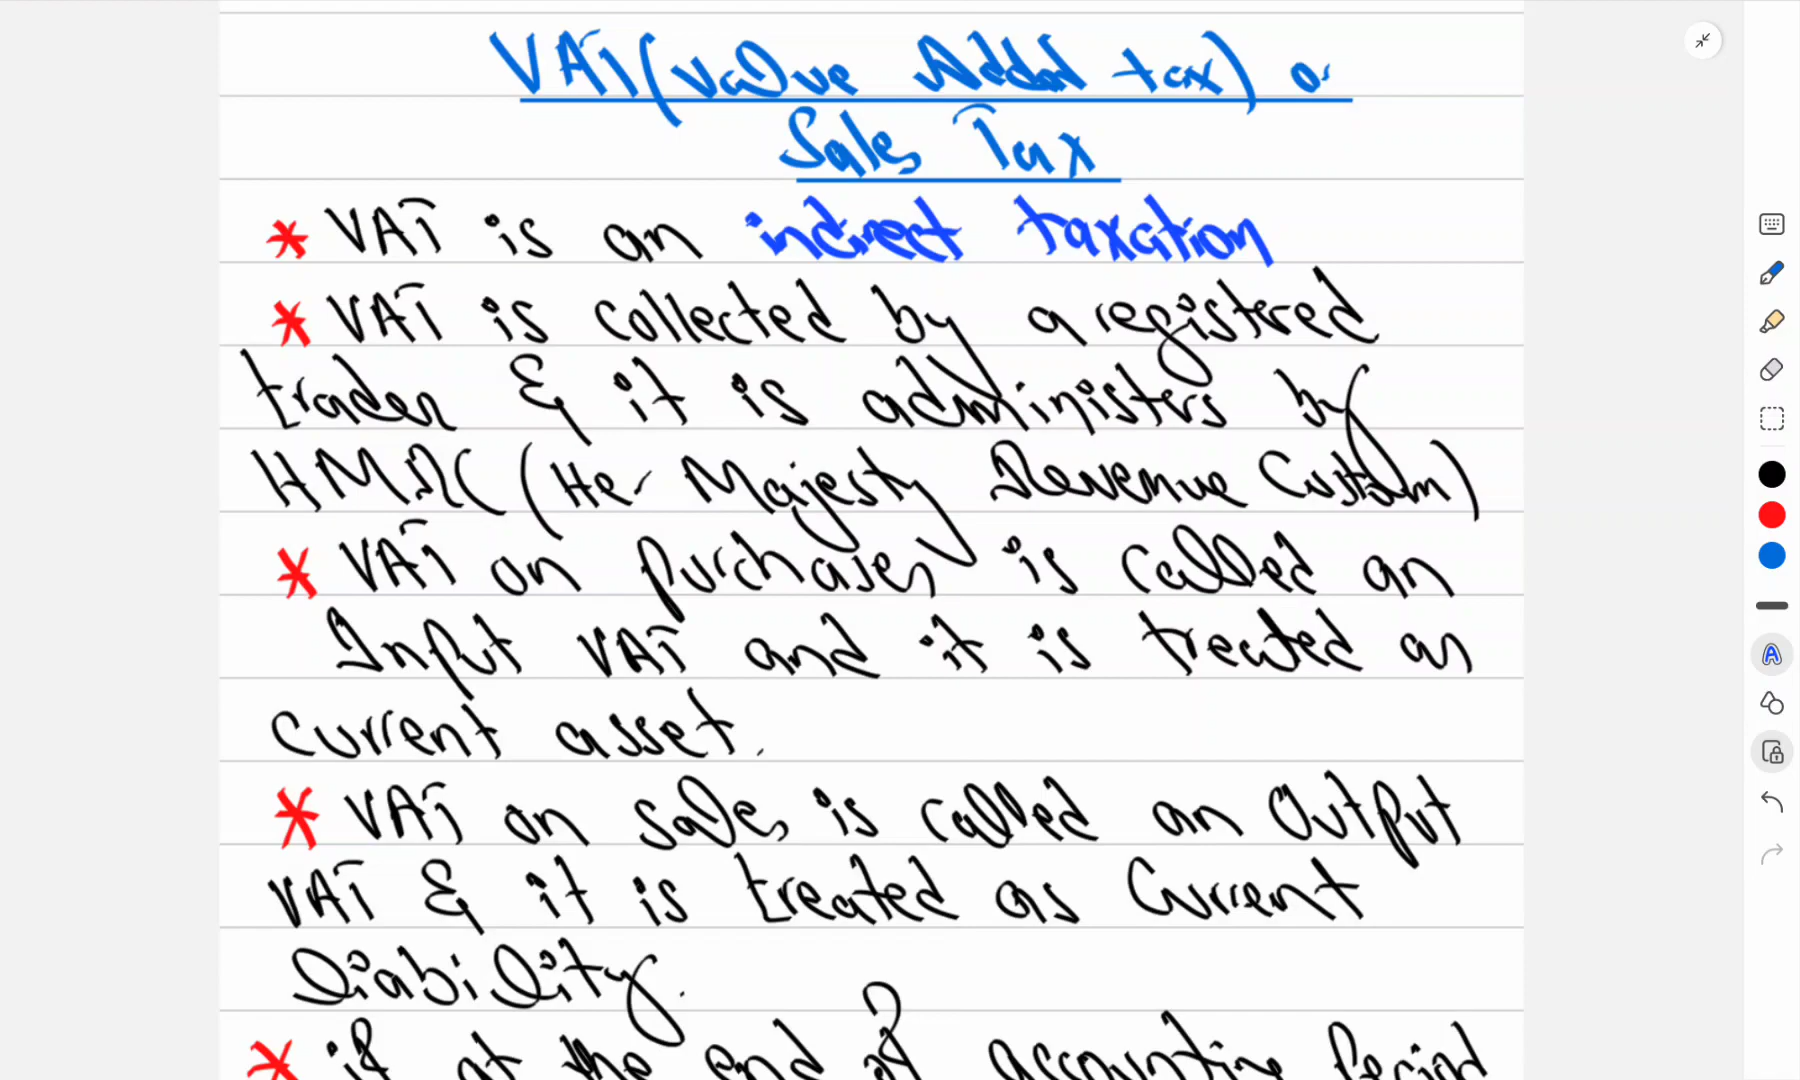 VAT (Value Added tax) or
Sales Tax
* VAT is an indirect taxation
* VAT is collected by a registered
trader & it is administers by
HMRC (Her Majesty Revenue Custom)
* VAT on purchases is called an
Input VAT and it is treated as
current asset.
* VAT on sales is called an Output
VAT & it is treated as Current
liability.
* if at the end of accounting period